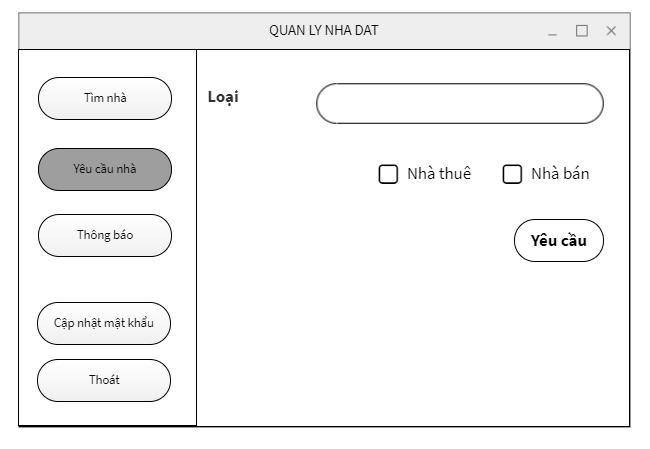 QUAN LY NHA DAT
Tìm nhà
Yêu cầu nhà
Thông báo
Cập nhật mật khẩu
Thoát
Loại
Nhà thuê
Nhà bán
Yêu cầu